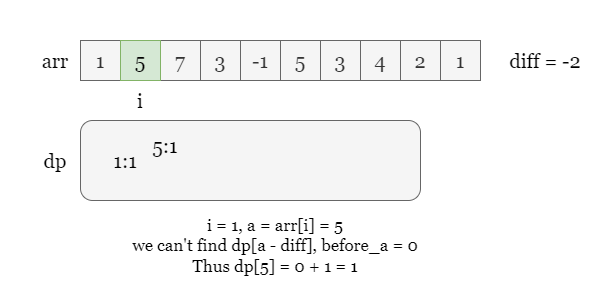 arr 1 5 7 3 -1 5 3 4 2 1 diff = -2
i
dp 1:1 5:1
i = 1, a = arr[i] = 5
we can't find dp[a - diff], before_a = 0
Thus dp[5] = 0 + 1 = 1